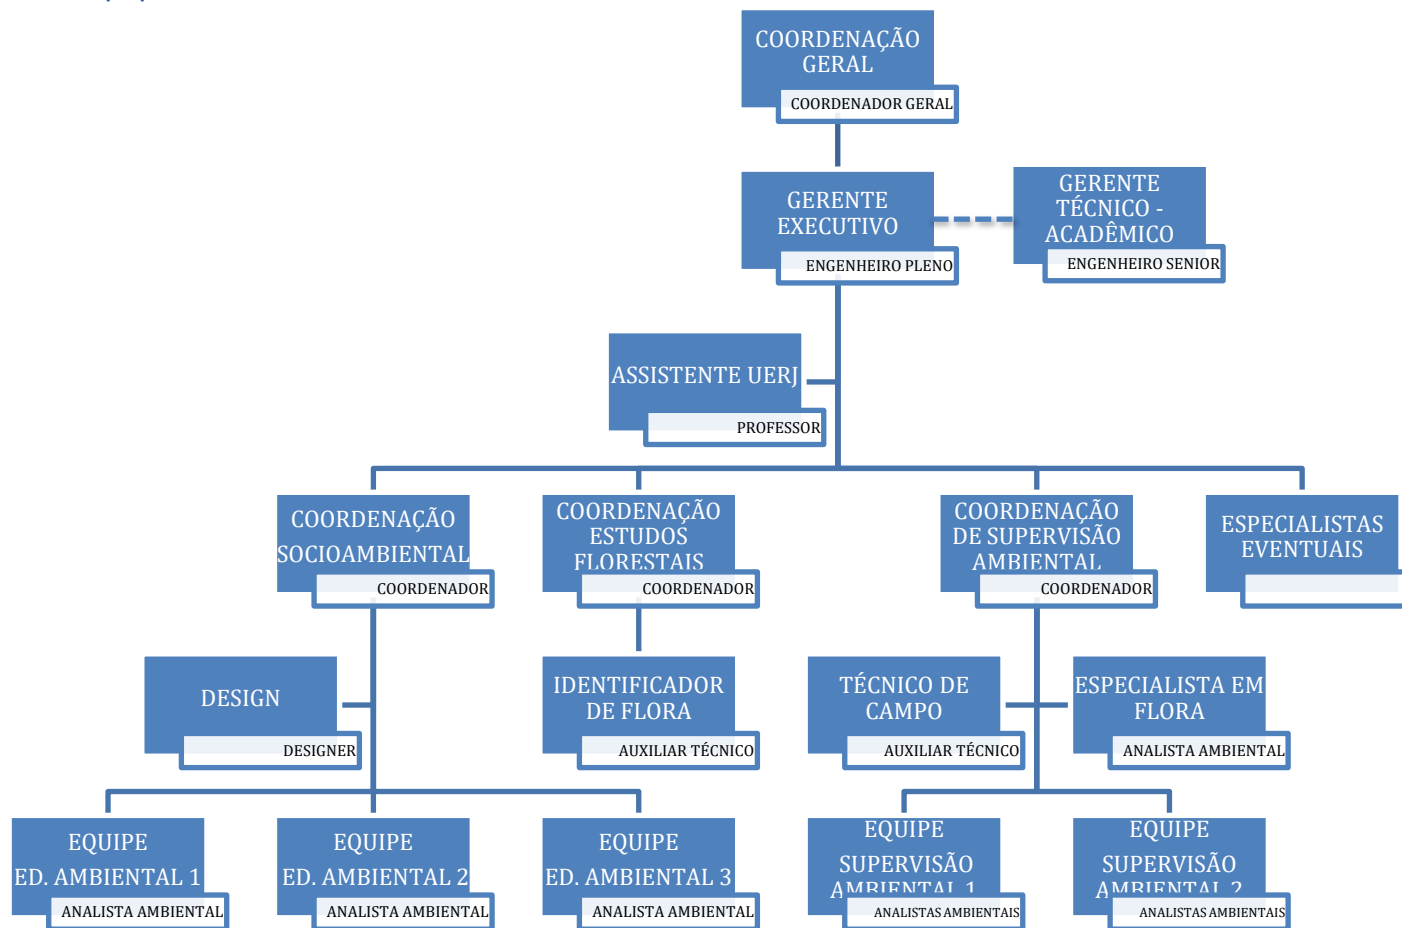 COORDENAÇÃO
GERAL
COORDENADOR GERAL
GERENTE
EXECUTIVO
ENGENHEIRO PLENO
GERENTE
TÉCNICO -
ACADÊMICO
ENGENHEIRO SENIOR
ASSISTENTE UERJ
PROFESSOR
COORDENAÇÃO
SOCIOAMBIENTAL
COORDENADOR
COORDENAÇÃO
ESTUDOS
FLORESTAIS
COORDENADOR
COORDENAÇÃO
DE SUPERVISÃO
AMBIENTAL
COORDENADOR
ESPECIALISTAS
EVENTUAIS
DESIGN
DESIGNER
IDENTIFICADOR
DE FLORA
AUXILIAR TÉCNICO
TÉCNICO DE
CAMPO
AUXILIAR TÉCNICO
ESPECIALISTA EM
FLORA
ANALISTA AMBIENTAL
EQUIPE
ED. AMBIENTAL 1
ANALISTA AMBIENTAL
EQUIPE
ED. AMBIENTAL 2
ANALISTA AMBIENTAL
EQUIPE
ED. AMBIENTAL 3
ANALISTA AMBIENTAL
EQUIPE
SUPERVISÃO
AMBIENTAL 1
ANALISTAS AMBIENTAIS
EQUIPE
SUPERVISÃO
AMBIENTAL 2
ANALISTAS AMBIENTAIS